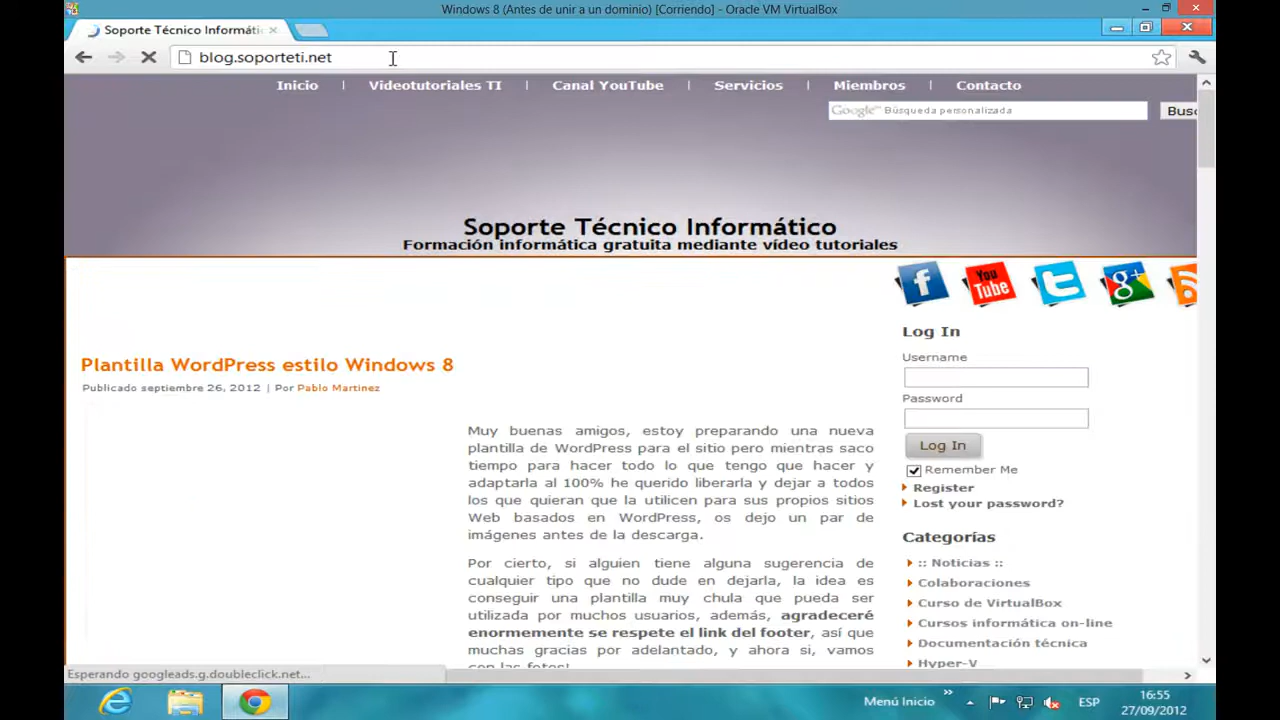 Windows 8 (Antes de unir a un dominio) [Corriendo] - Oracle VM VirtualBox
Soporte Técnico Informáti
blog.soporteti.net
Inicio | Videotutoriales TI | Canal YouTube | Servicios | Miembros | Contacto
Google™ Búsqueda personalizada
Busc
Soporte Técnico Informático
Formación informática gratuita mediante vídeo tutoriales
You Tube
Log In
Plantilla WordPress estilo Windows 8
Publicado septiembre 26, 2012 | Por Pablo Martinez
Muy buenas amigos, estoy preparando una nueva
plantilla de WordPress para el sitio pero mientras saco
tiempo para hacer todo lo que tengo que hacer y
adaptarla al 100% he querido liberarla y dejar a todos
los que quieran que la utilicen para sus propios sitios
Web basados en WordPress, os dejo un par de
imágenes antes de la descarga.
Por cierto, si alguien tiene alguna sugerencia de
cualquier tipo que no dude en dejarla, la idea es
conseguir una plantilla muy chula que pueda ser
utilizada por muchos usuarios, además, agradeceré
enormemente se respete el link del footer, así que
muchas gracias por adelantado, y ahora si, vamos
con las fotos!
Username
Password
Log In
Remember Me
Register
Lost your password?
Categorías
:: Noticias ::
Colaboraciones
Curso de VirtualBox
Cursos informática on-line
Documentación técnica
Hyper-V
Esperando googleads.g.doubleclick.net...
Menú Inicio
ESP
16:55
27/09/2012